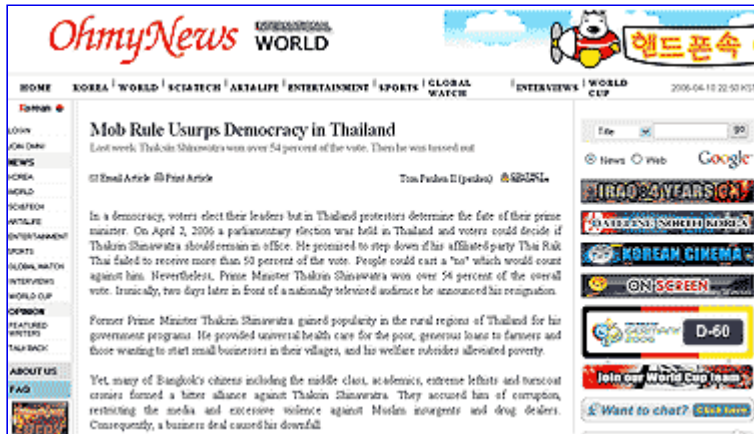 OhmyNews INTERNATIONAL WORLD
핸드폰 속
HOME KOREA WORLD SCI&TECH ART&LIFE ENTERTAINMENT SPORTS GLOBAL WATCH INTERVIEWS WORLD CUP 2006-04-10 22:50 KST
Korean
LOGIN
JOIN OMNI
NEWS
KOREA
WORLD
SCI&TECH
ART&LIFE
ENTERTAINMENT
SPORTS
GLOBAL WATCH
INTERVIEWS
WORLD CUP
OPINION
FEATURED WRITERS
TALK BACK
ABOUT US
FAQ
Mob Rule Usurps Democracy in Thailand
Last week Thaksin Shinawatra won over 54 percent of the vote. Then he was tossed out
Email Article Print Article
In a democracy, voters elect their leaders but in Thailand protestors determine the fate of their prime
minister. On April 2, 2006 a parliamentary election was held in Thailand and voters could decide if
Thaksin Shinawatra should remain in office. He promised to step down if his affiliated party Thai Rak
Thai failed to receive more than 50 percent of the vote. People could cast a "no" which would count
against him. Nevertheless, Prime Minister Thaksin Shinawatra won over 54 percent of the overall
vote. Ironically, two days later in front of a nationally televised audience he announced his resignation.
Former Prime Minister Thaksin Shinawatra gained popularity in the rural regions of Thailand for his
government programs. He provided universal health care for the poor, generous loans to farmers and
those wanting to start small businesses in their villages, and his welfare subsidies alleviated poverty.
Yet, many of Bangkok's citizens including the middle class, academics, extreme leftists and turncoat
cronies formed a bitter alliance against Thaksin Shinawatra. They accused him of corruption,
restricting the media and excessive violence against Muslim insurgents and drug dealers.
Consequently, a business deal caused his downfall
Title go
News Web Google
IRAQ :4 YEARS ON
DATELINE NORTH KOREA
KOREAN CINEMA
ON SCREEN
GERMANY 2006 D-60
Join our World Cup Team
Want to chat? Click here